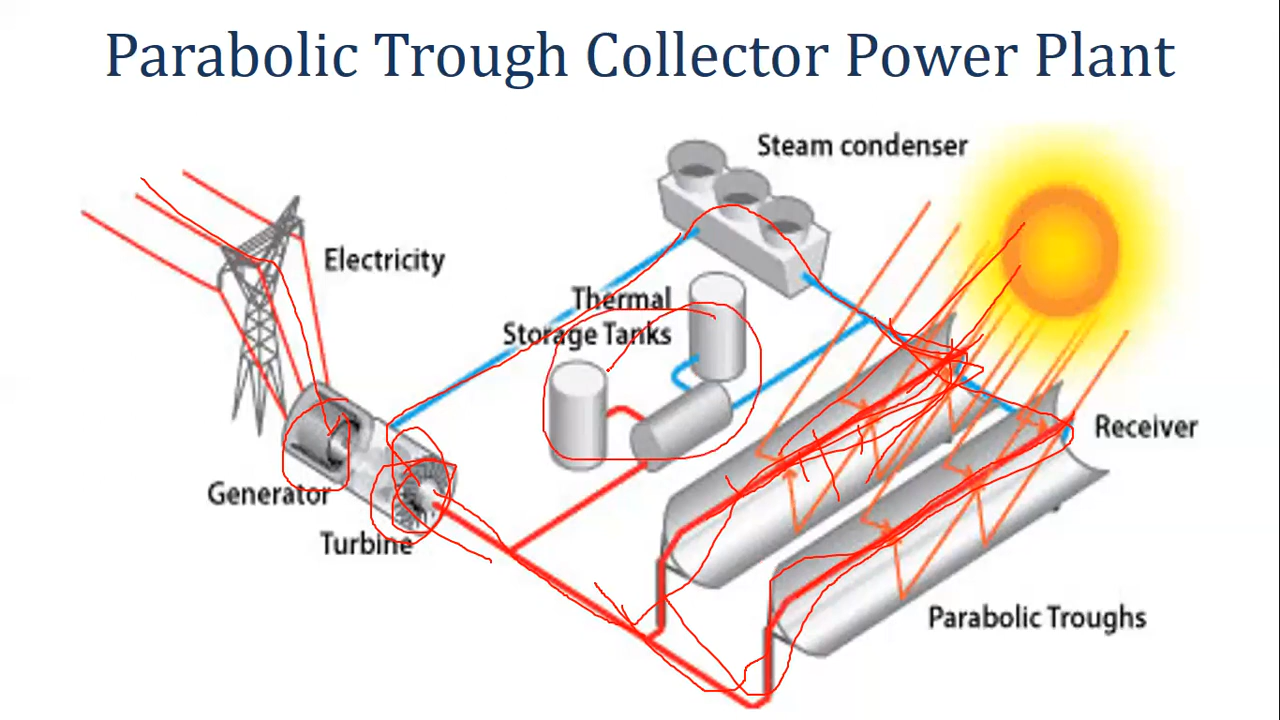 Parabolic Trough Collector Power Plant
Steam condenser
Electricity
Thermal
Storage Tanks
Receiver
Generator
Turbine
Parabolic Troughs